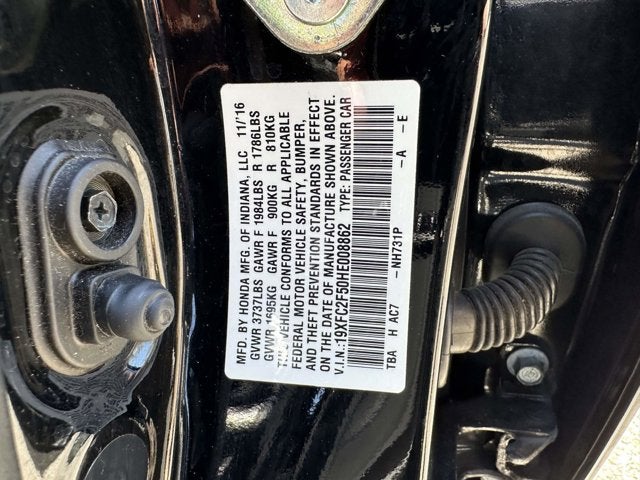 MFD. BY HONDA MFG. OF INDIANA, LLC 11/16
GVWR 3737LBS GAWR F 1984LBS R 1786LBS
GVWR 1695KG GAWR F 900KG R 810KG
THIS VEHICLE CONFORMS TO ALL APPLICABLE
FEDERAL MOTOR VEHICLE SAFETY, BUMPER,
AND THEFT PREVENTION STANDARDS IN EFFECT
ON THE DATE OF MANUFACTURE SHOWN ABOVE.
V.I.N.:19XFC2F50HE008862 TYPE: PASSENGER CAR
TBA H AC7 -NH731P -A -E